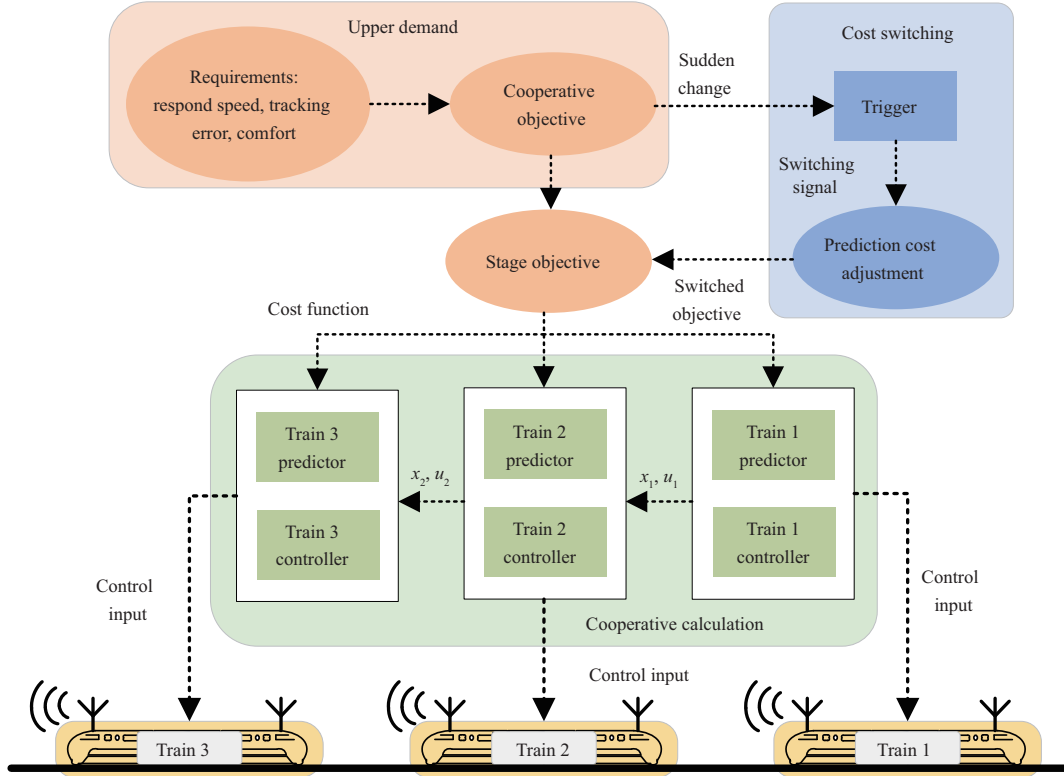 Upper demand
Requirements:
respond speed, tracking
error, comfort
Cooperative
objective
Sudden
change
Cost switching
Trigger
Switching
signal
Prediction cost
adjustment
Stage objective
Switched
objective
Cost function
Train 3
predictor
Train 3
controller
x₂, u₂
Train 2
predictor
Train 2
controller
x₁, u₁
Train 1
predictor
Train 1
controller
Cooperative calculation
Control
input
Control input
Control
input
Train 3
Train 2
Train 1